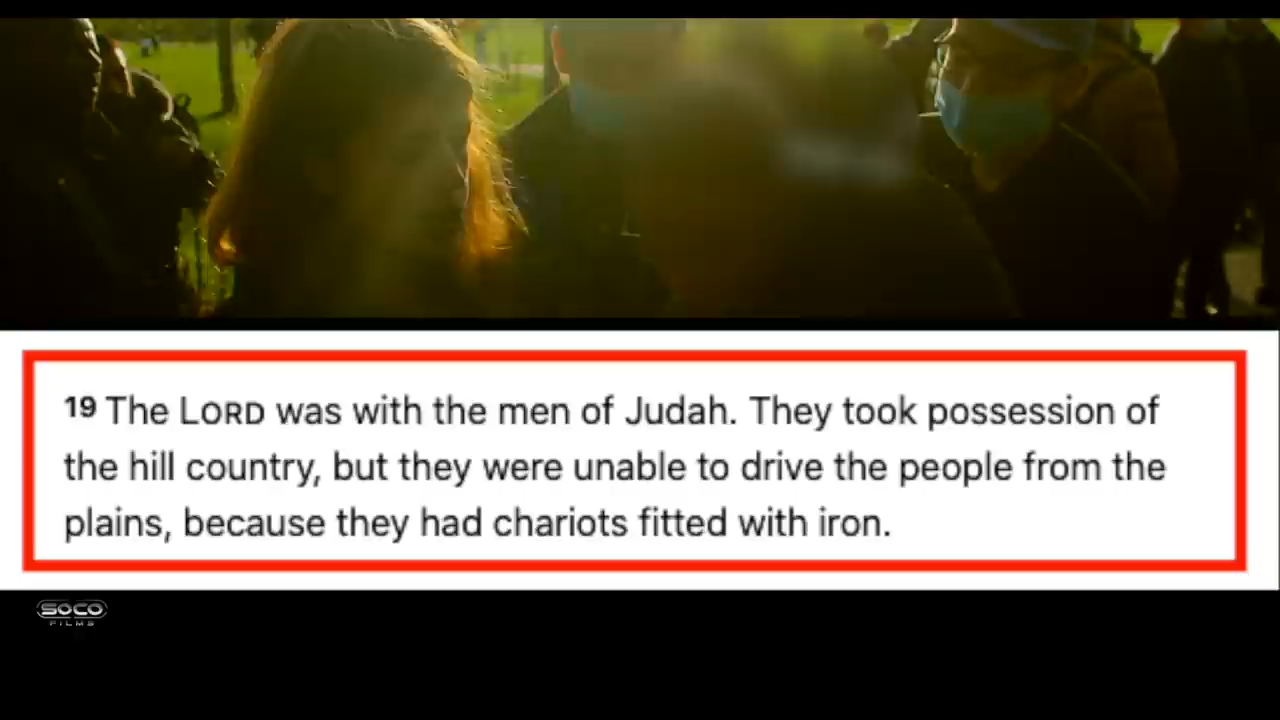 19 The LORD was with the men of Judah. They took possession of
the hill country, but they were unable to drive the people from the
plains, because they had chariots fitted with iron.
SOCO
FILMS